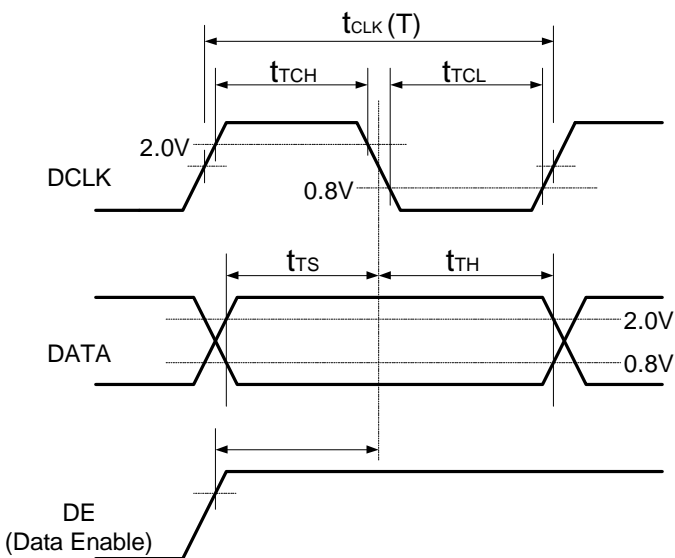 tCLK (T)
tTCH
tTCL
2.0V
DCLK
0.8V
tTS
tTH
2.0V
DATA
0.8V
DE
(Data Enable)